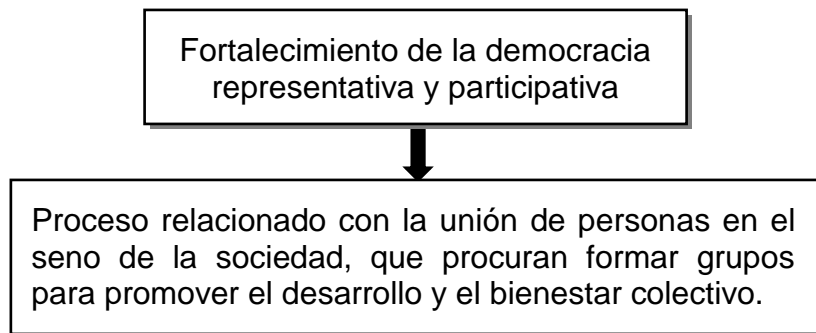 Fortalecimiento de la democracia
representativa y participativa
Proceso relacionado con la unión de personas en el
seno de la sociedad, que procuran formar grupos
para promover el desarrollo y el bienestar colectivo.